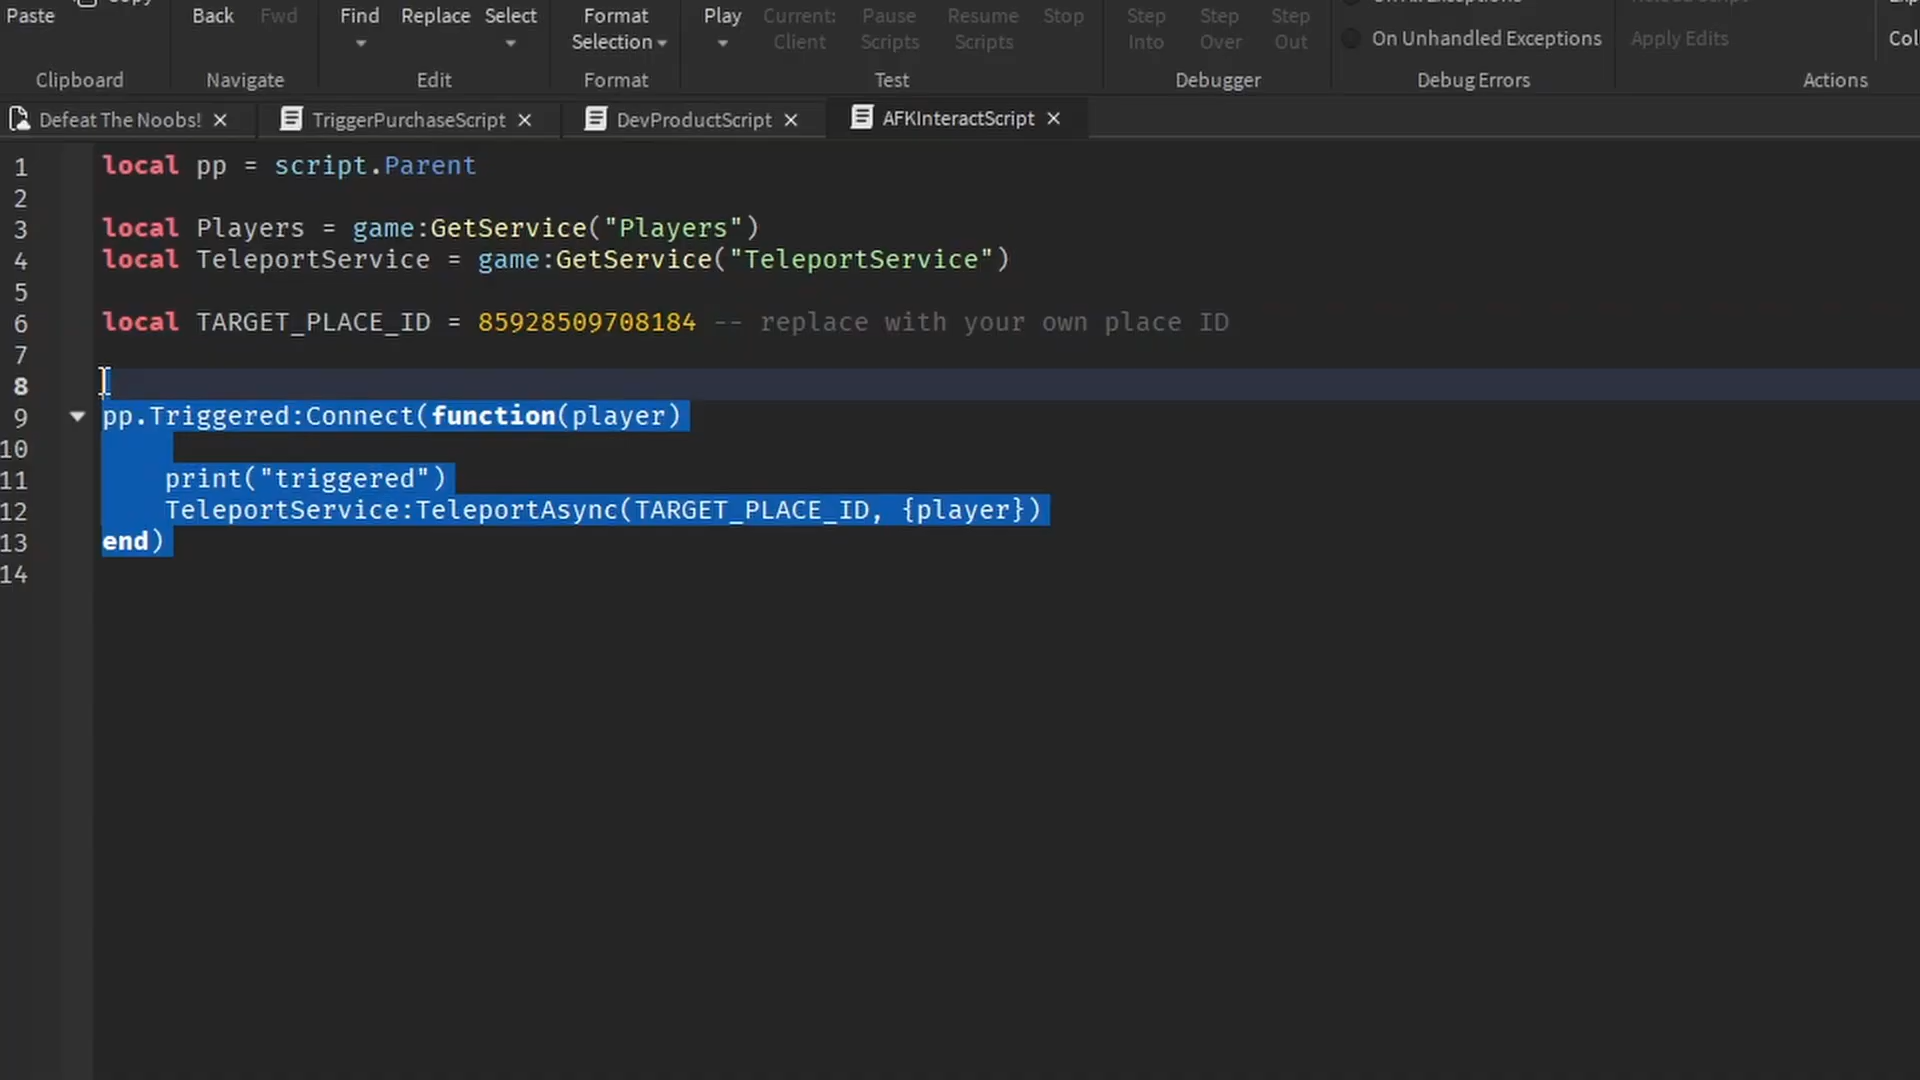 Paste Back Fwd Find Replace Select Format Play Current: Pause Resume Stop Step Step Step
Selection Client Scripts Scripts Into Over Out On Unhandled Exceptions Apply Edits
Clipboard Navigate Edit Format Test Debugger Debug Errors Actions
Defeat The Noobs! × TriggerPurchaseScript × DevProductScript × AFKInteractScript ×
1 local pp = script.Parent
2
3 local Players = game:GetService("Players")
4 local TeleportService = game:GetService("TeleportService")
5
6 local TARGET_PLACE_ID = 85928509708184 -- replace with your own place ID
7
8
9 pp.Triggered:Connect(function(player)
10
11 print("triggered")
12 TeleportService:TeleportAsync(TARGET_PLACE_ID, {player})
13 end)
14